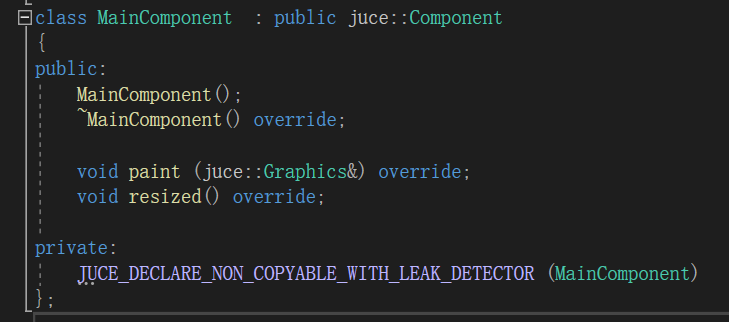 class MainComponent  : public juce::Component
{
public:
    MainComponent();
    ~MainComponent() override;

    void paint (juce::Graphics&) override;
    void resized() override;

private:
    JUCE_DECLARE_NON_COPYABLE_WITH_LEAK_DETECTOR (MainComponent)
};